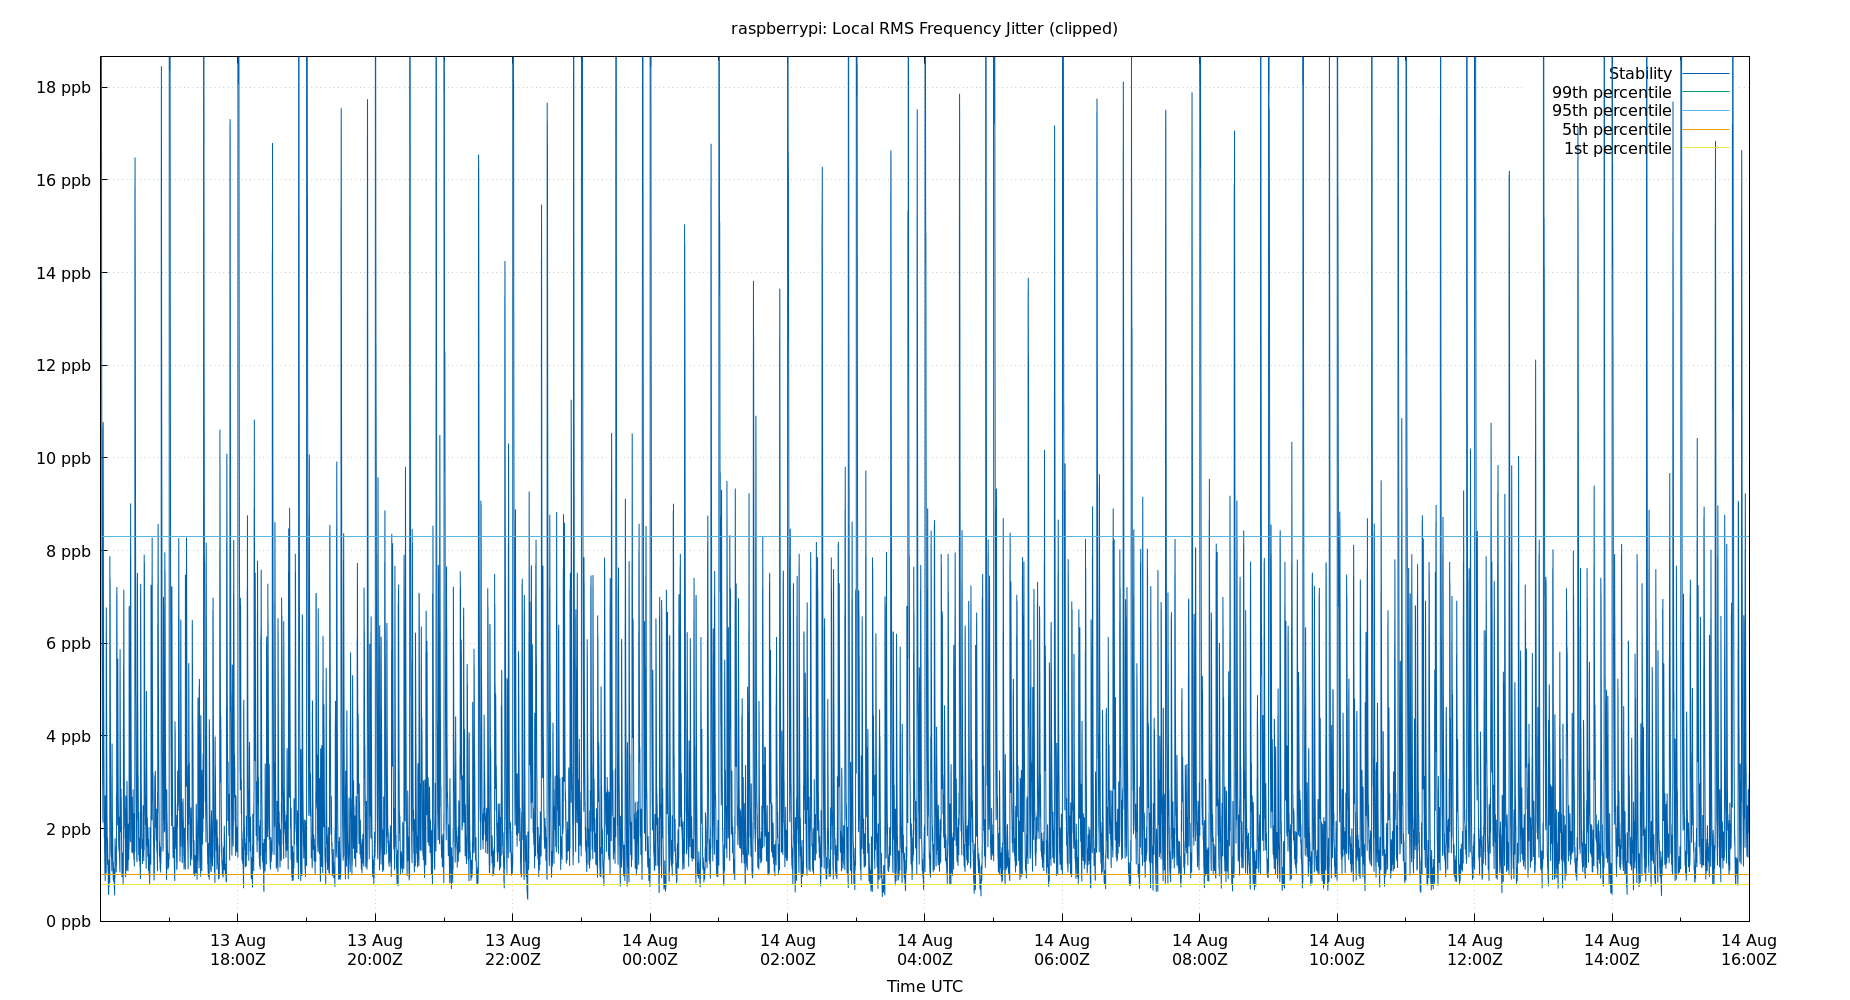 raspberrypi: Local RMS Frequency Jitter (clipped)
Stability
99th percentile
95th percentile
5th percentile
1st percentile
18 ppb
16 ppb
14 ppb
12 ppb
10 ppb
8 ppb
6 ppb
4 ppb
2 ppb
0 ppb
13 Aug 13 Aug 13 Aug 14 Aug 14 Aug 14 Aug 14 Aug 14 Aug 14 Aug 14 Aug 14 Aug 14 Aug
18:00Z 20:00Z 22:00Z 00:00Z 02:00Z 04:00Z 06:00Z 08:00Z 10:00Z 12:00Z 14:00Z 16:00Z
Time UTC